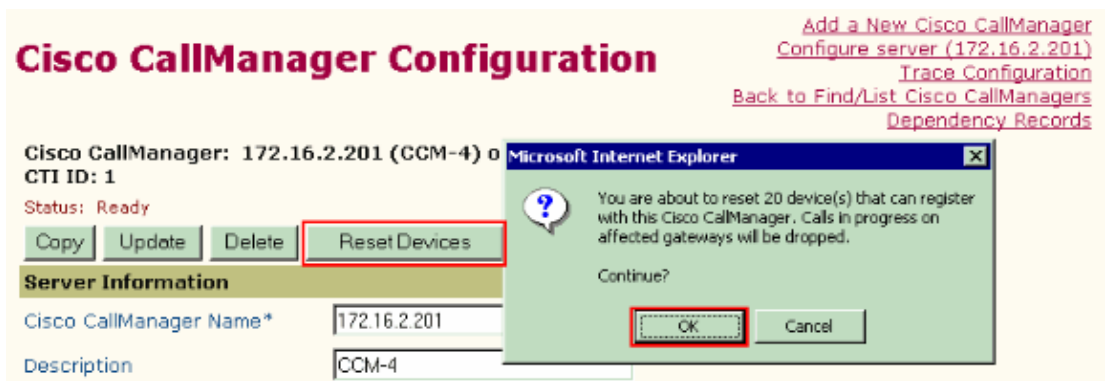 Add a New Cisco CallManager
Cisco CallManager Configuration
Configure server (172.16.2.201)
Trace Configuration
Back to Find/List Cisco CallManagers
Dependency Records
Cisco CallManager: 172.16.2.201 (CCM-4) o
CTI ID: 1
Status: Ready
Copy Update Delete Reset Devices
Microsoft Internet Explorer
You are about to reset 20 device(s) that can register
with this Cisco CallManager. Calls in progress on
affected gateways will be dropped.
Continue?
OK Cancel
Server Information
Cisco CallManager Name* 172.16.2.201
Description CCM-4